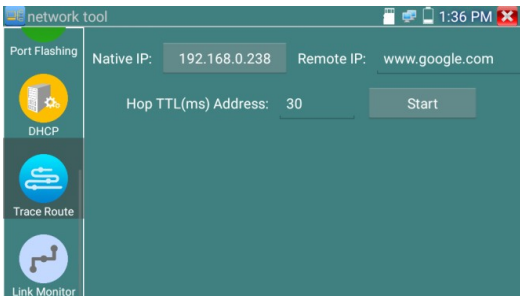 network tool
1:36 PM
Port Flashing
Native IP: 192.168.0.238 Remote IP: www.google.com
Hop TTL(ms) Address: 30 Start
DHCP
Trace Route
Link Monitor